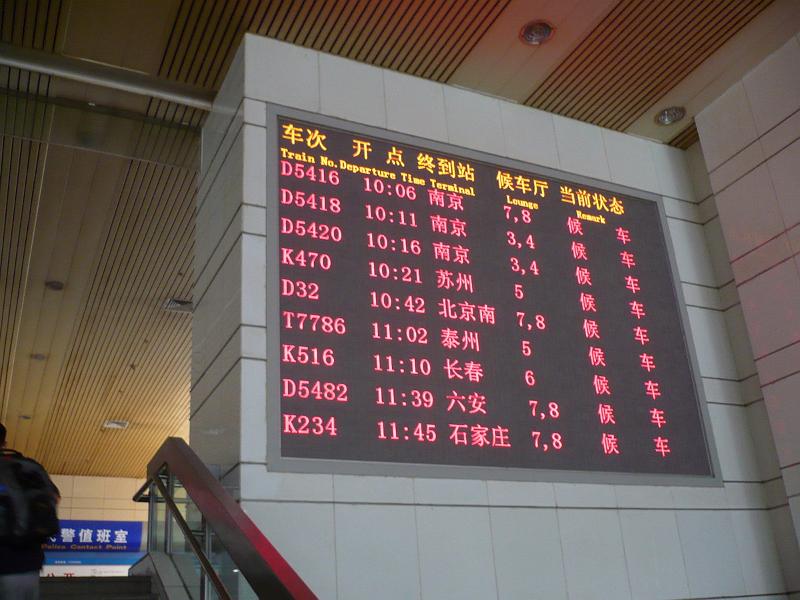 车次 开点 终到站 候车厅 当前状态
Train No. Departure Time Terminal Lounge Remark
D5416 10:06 南京 7,8 候车
D5418 10:11 南京 3,4 候车
D5420 10:16 南京 3,4 候车
K470 10:21 苏州 5 候车
D32 10:42 北京南 7,8 候车
T7786 11:02 泰州 5 候车
K516 11:10 长春 6 候车
D5482 11:39 六安 7,8 候车
K234 11:45 石家庄 7,8 候车
警值班室
Police Contact Point